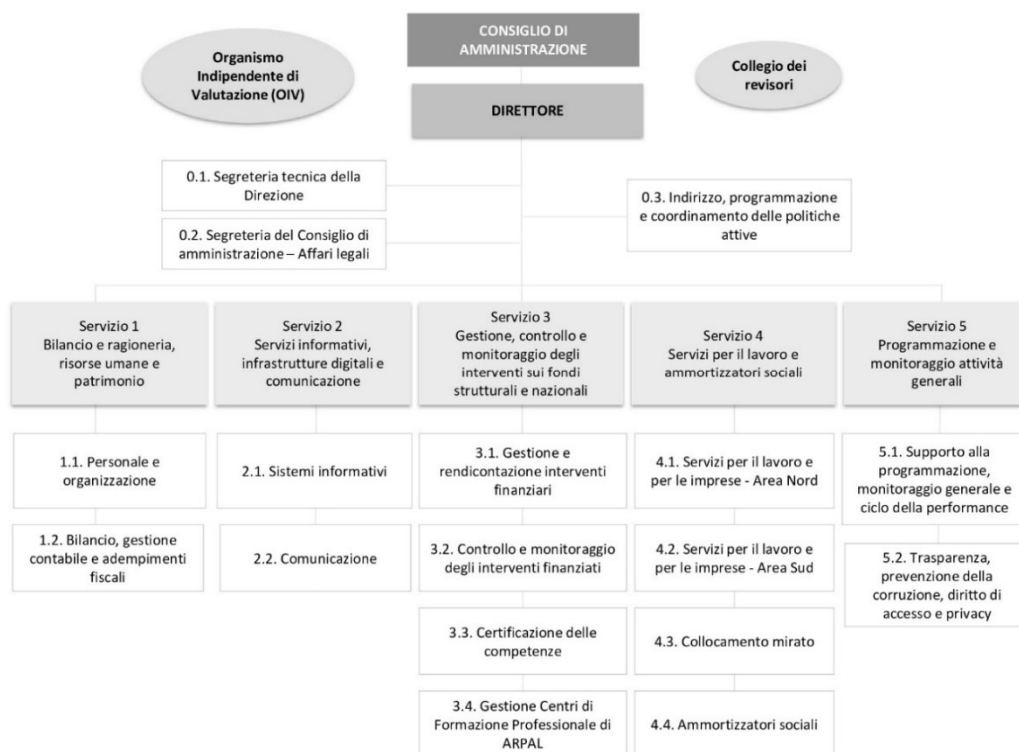 CONSIGLIO DI
AMMINISTRAZIONE
Organismo
Indipendente di
Valutazione (OIV)
Collegio dei
revisori
DIRETTORE
0.1. Segreteria tecnica della
Direzione
0.2. Segreteria del Consiglio di
amministrazione – Affari legali
0.3. Indirizzo, programmazione
e coordinamento delle politiche
attive
Servizio 1
Bilancio e ragioneria,
risorse umane e
patrimonio
Servizio 2
Servizi informativi,
infrastrutture digitali e
comunicazione
Servizio 3
Gestione, controllo e
monitoraggio degli
interventi sui fondi
strutturali e nazionali
Servizio 4
Servizi per il lavoro e
ammortizzatori sociali
Servizio 5
Programmazione e
monitoraggio attività
generali
1.1. Personale e
organizzazione
1.2. Bilancio, gestione
contabile e adempimenti
fiscali
2.1. Sistemi informativi
2.2. Comunicazione
3.1. Gestione e
rendicontazione interventi
finanziari
3.2. Controllo e monitoraggio
degli interventi finanziati
3.3. Certificazione delle
competenze
3.4. Gestione Centri di
Formazione Professionale di
ARPAL
4.1. Servizi per il lavoro e
per le imprese - Area Nord
4.2. Servizi per il lavoro e
per le imprese - Area Sud
4.3. Collocamento mirato
4.4. Ammortizzatori sociali
5.1. Supporto alla
programmazione,
monitoraggio generale e
ciclo della performance
5.2. Trasparenza,
prevenzione della
corruzione, diritto di
accesso e privacy